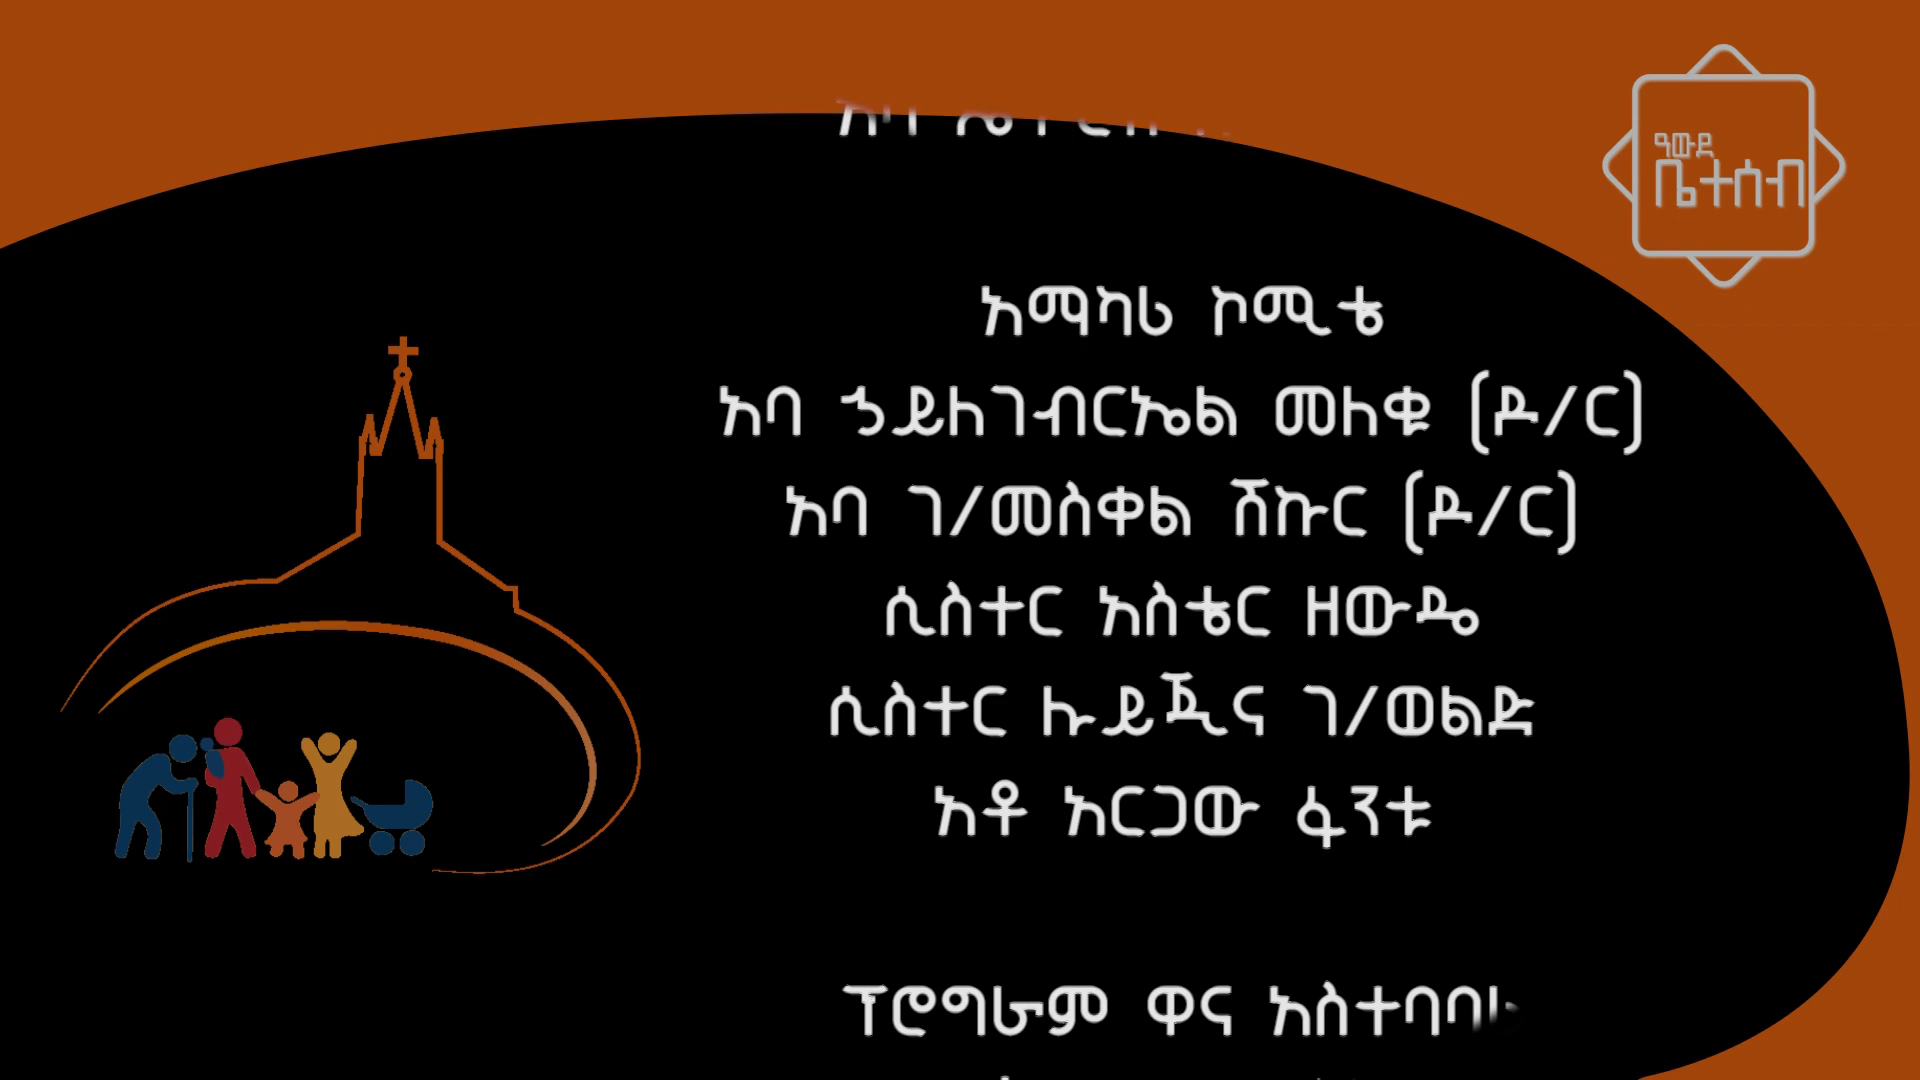 ዓውደ
ቤተሰብ
አማካሪ ኮሚቴ
አባ ኃይለገብርኤል መለቁ (ዶ/ር)
አባ ገ/መስቀል ሽኩር (ዶ/ር)
ሲስተር አስቴር ዘውዴ
ሲስተር ሉይጂና ገ/ወልድ
አቶ አርጋው ፋንቱ
ፕሮግራም ዋና